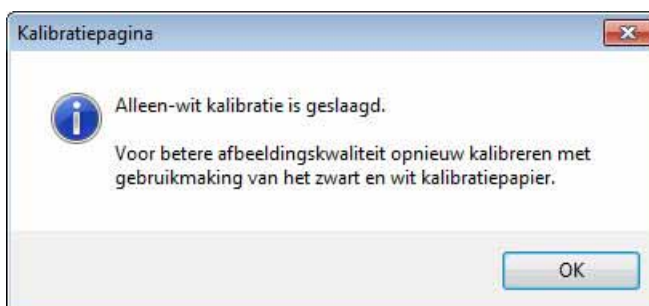 Kalibratiepagina
Alleen-wit kalibratie is geslaagd.
Voor betere afbeeldingskwaliteit opnieuw kalibreren met
gebruikmaking van het zwart en wit kalibratiepapier.
OK